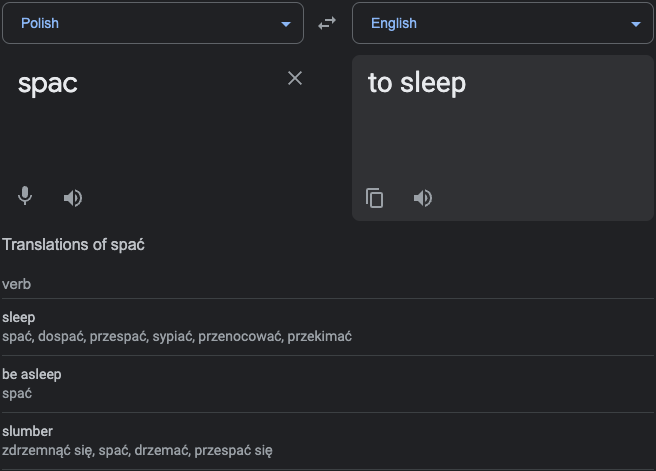 Polish English
spac to sleep
Translations of spać
verb
sleep
spać, dospać, przespać, sypiać, przenocować, przekimać
be asleep
spać
slumber
zdrzemnąć się, spać, drzemać, przespać się